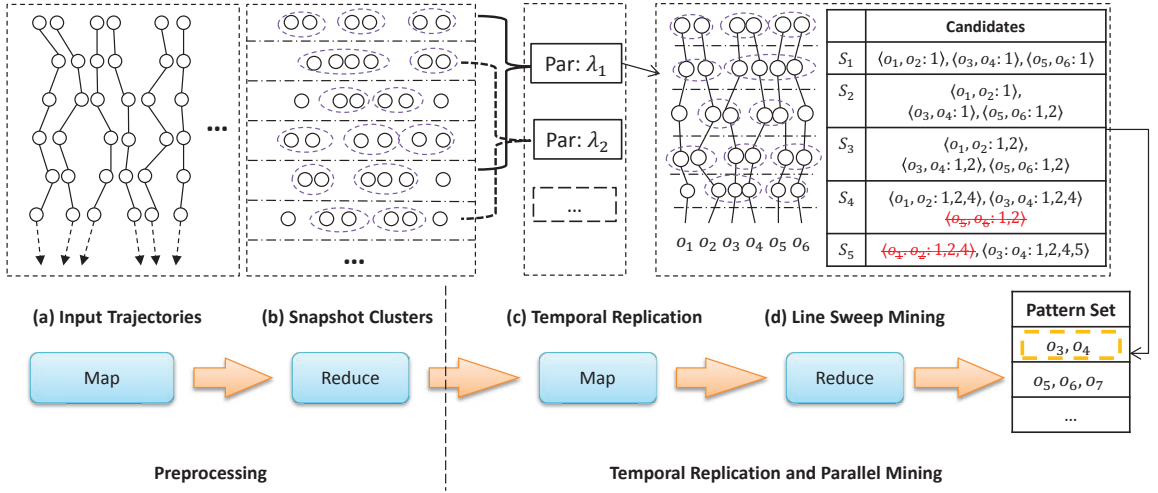 ...
...
Par: λ1
Par: λ2
...
o1 o2 o3 o4 o5 o6
Candidates
S1 ⟨o1, o2: 1⟩, ⟨o3, o4: 1⟩, ⟨o5, o6: 1⟩
S2 ⟨o1, o2: 1⟩,
⟨o3, o4: 1⟩, ⟨o5, o6: 1,2⟩
S3 ⟨o1, o2: 1,2⟩,
⟨o3, o4: 1,2⟩, ⟨o5, o6: 1,2⟩
S4 ⟨o1, o2: 1,2,4⟩, ⟨o3, o4: 1,2,4⟩
⟨o5, o6: 1,2⟩
S5 ⟨o1. o2: 1,2,4⟩, ⟨o3: o4: 1,2,4,5⟩
(a) Input Trajectories
(b) Snapshot Clusters
(c) Temporal Replication
(d) Line Sweep Mining
Map
Reduce
Map
Reduce
Pattern Set
o3, o4
o5, o6, o7
...
Preprocessing
Temporal Replication and Parallel Mining